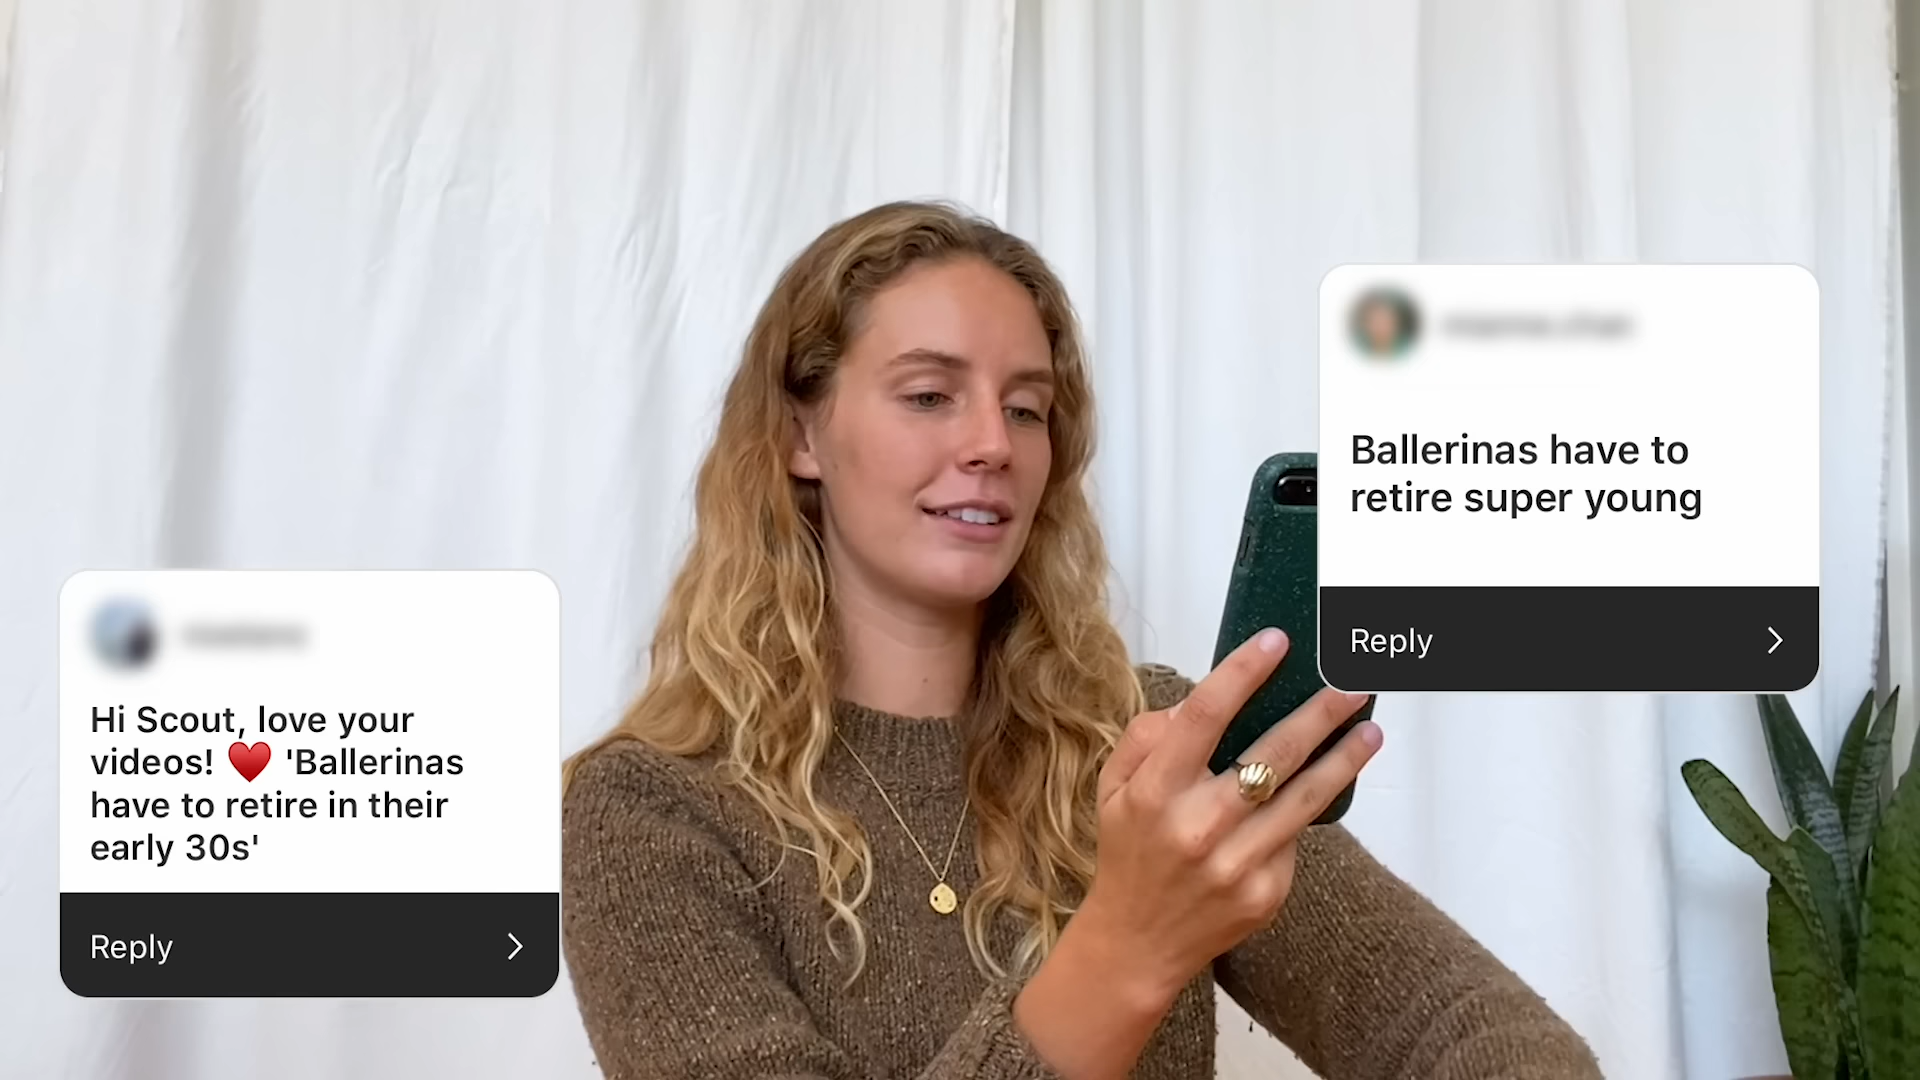 Hi Scout, love your
videos! ♥️ 'Ballerinas
have to retire in their
early 30s'
Reply
Ballerinas have to
retire super young
Reply